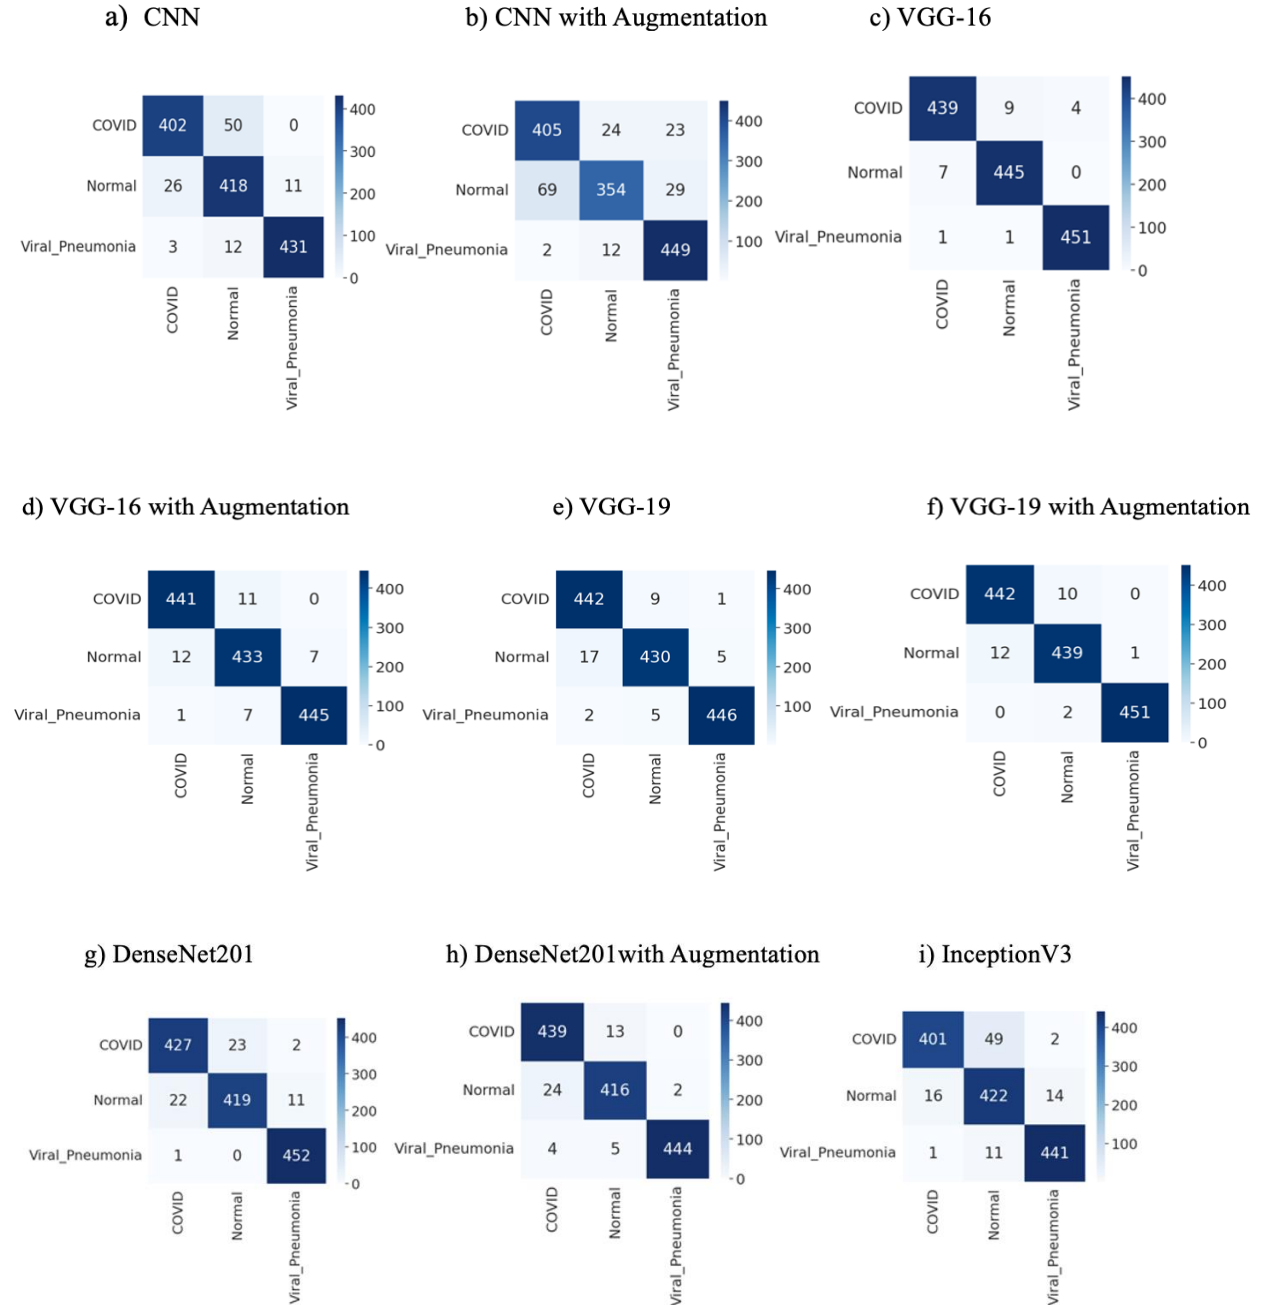 a) CNN
b) CNN with Augmentation
c) VGG-16
COVID 402 50 0
Normal 26 418 11
Viral_Pneumonia 3 12 431
COVID Normal Viral_Pneumonia
400
300
200
100
0
COVID 405 24 23
Normal 69 354 29
Viral_Pneumonia 2 12 449
COVID Normal Viral_Pneumonia
400
300
200
100
COVID 439 9 4
Normal 7 445 0
Viral_Pneumonia 1 1 451
COVID Normal Viral_Pneumonia
400
300
200
100
0
d) VGG-16 with Augmentation
e) VGG-19
f) VGG-19 with Augmentation
COVID 441 11 0
Normal 12 433 7
Viral_Pneumonia 1 7 445
COVID Normal Viral_Pneumonia
400
300
200
100
0
COVID 442 9 1
Normal 17 430 5
Viral_Pneumonia 2 5 446
COVID Normal Viral_Pneumonia
400
300
200
100
COVID 442 10 0
Normal 12 439 1
Viral_Pneumonia 0 2 451
COVID Normal Viral_Pneumonia
400
300
200
100
0
g) DenseNet201
h) DenseNet201with Augmentation
i) InceptionV3
COVID 427 23 2
Normal 22 419 11
Viral_Pneumonia 1 0 452
COVID Normal Viral_Pneumonia
400
300
200
100
0
COVID 439 13 0
Normal 24 416 2
Viral_Pneumonia 4 5 444
COVID Normal Viral_Pneumonia
400
300
200
100
0
COVID 401 49 2
Normal 16 422 14
Viral_Pneumonia 1 11 441
COVID Normal Viral_Pneumonia
400
300
200
100